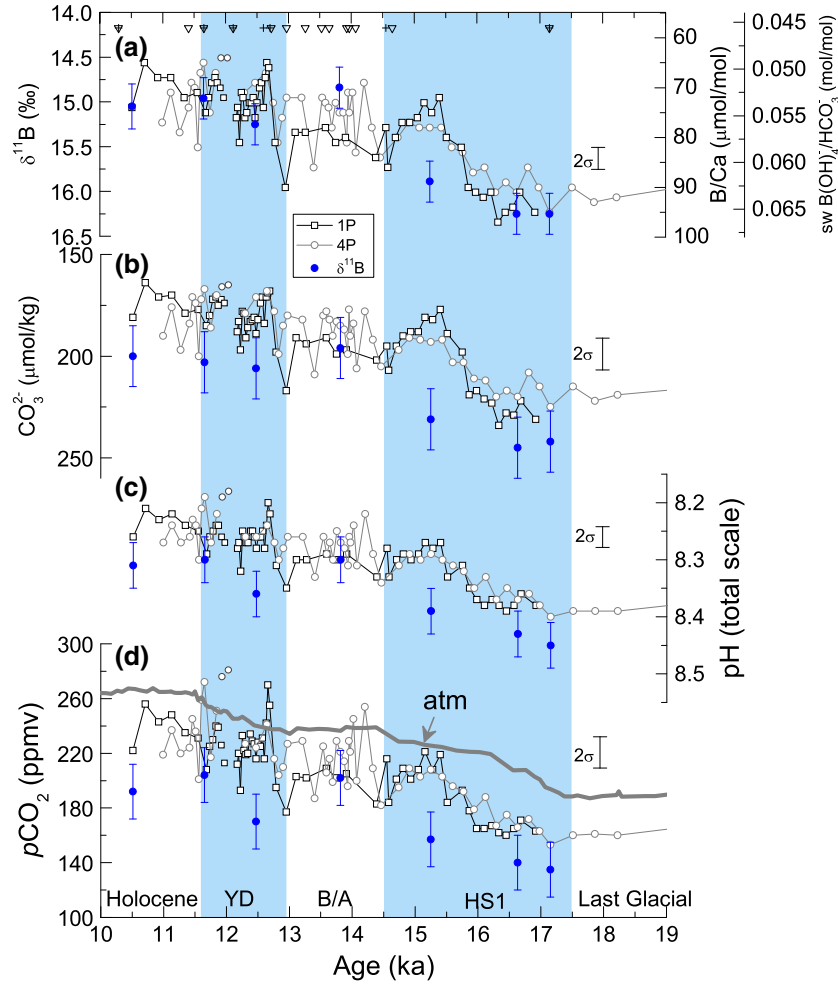 (a)
14.0
14.5
15.0
15.5
16.0
16.5
δ¹¹B (‰)
60
70
80
90
100
B/Ca (μmol/mol)
0.045
0.050
0.055
0.060
0.065
sw B(OH)₄⁻/HCO₃⁻ (mol/mol)
2σ
1P
4P
δ¹¹B
(b)
150
200
250
CO₃²⁻ (μmol/kg)
2σ
(c)
8.2
8.3
8.4
8.5
pH (total scale)
2σ
(d)
300
260
220
180
140
100
pCO₂ (ppmv)
atm
2σ
Holocene YD B/A HS1 Last Glacial
10 11 12 13 14 15 16 17 18 19
Age (ka)